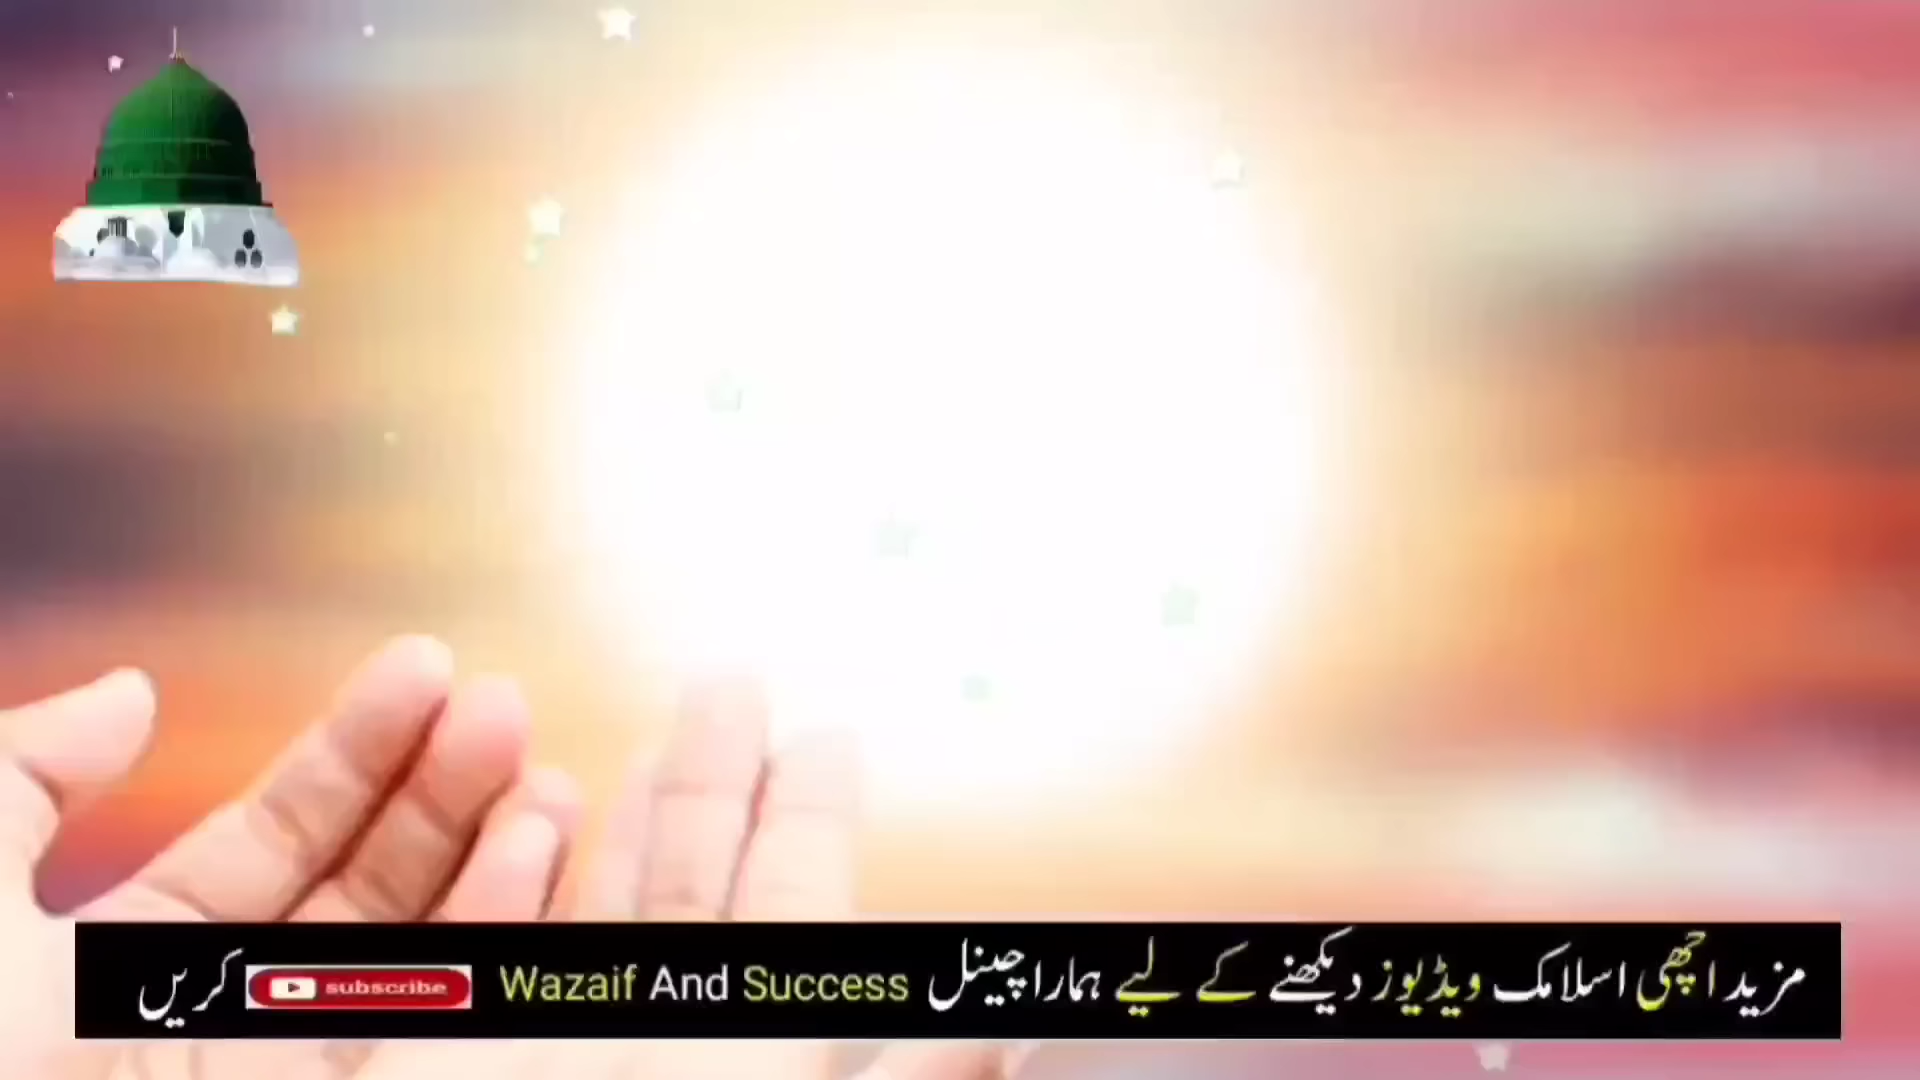 مزید اچھی اسلامک ویڈیوز دیکھنے کے لیے ہمارا چینل Wazaif And Success subscribe کریں